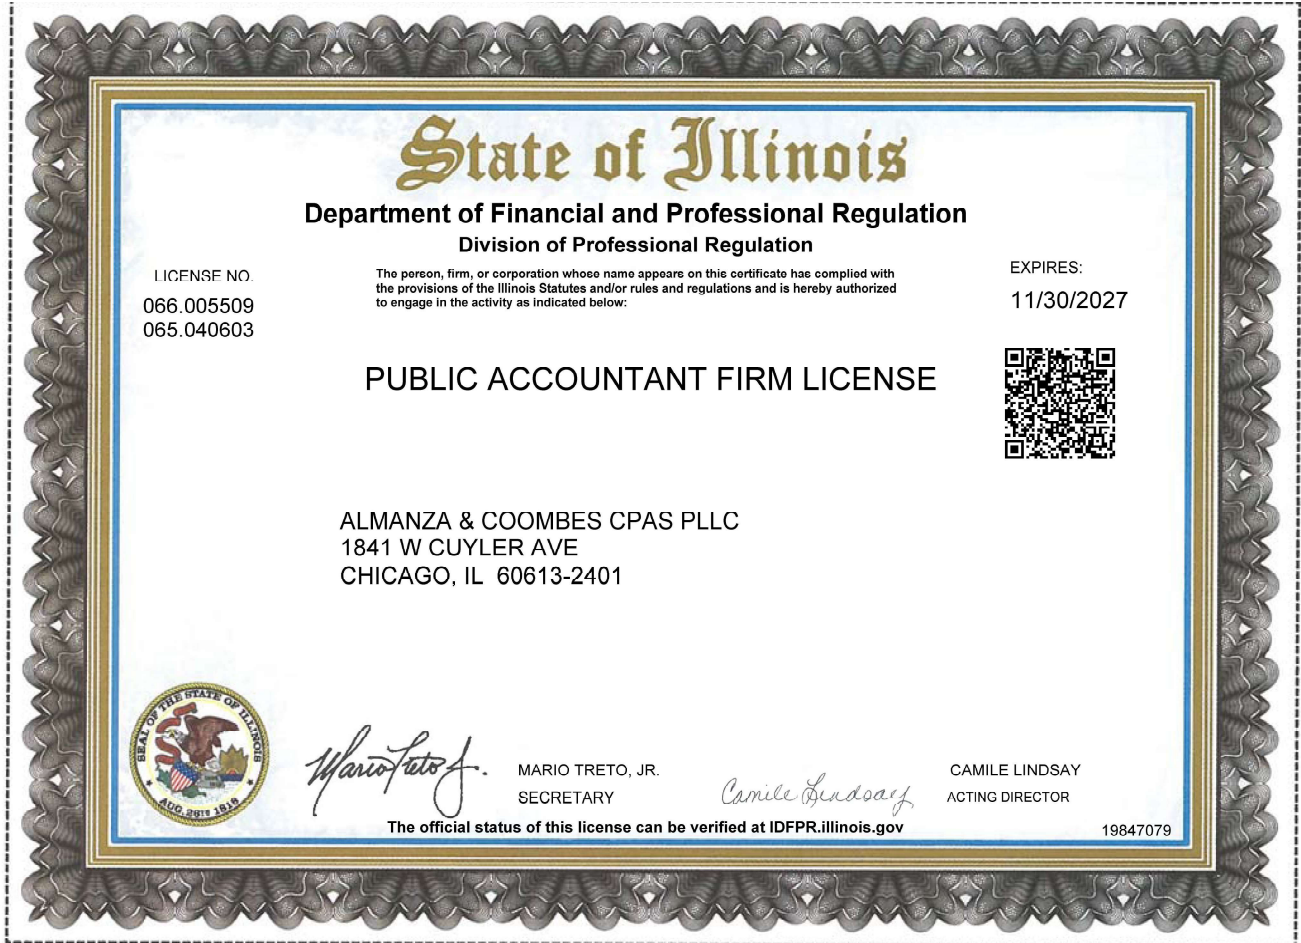 State of Illinois
Department of Financial and Professional Regulation
Division of Professional Regulation
LICENSE NO.
066.005509
065.040603
The person, firm, or corporation whose name appears on this certificate has complied with
the provisions of the Illinois Statutes and/or rules and regulations and is hereby authorized
to engage in the activity as indicated below:
EXPIRES:
11/30/2027
PUBLIC ACCOUNTANT FIRM LICENSE
ALMANZA & COOMBES CPAS PLLC
1841 W CUYLER AVE
CHICAGO, IL 60613-2401
SEAL OF THE STATE OF ILLINOIS
AUG. 26TH 1818
Mario Treto Jr.
MARIO TRETO, JR.
SECRETARY
Camile Lindsay
CAMILE LINDSAY
ACTING DIRECTOR
The official status of this license can be verified at IDFPR.illinois.gov
19847079